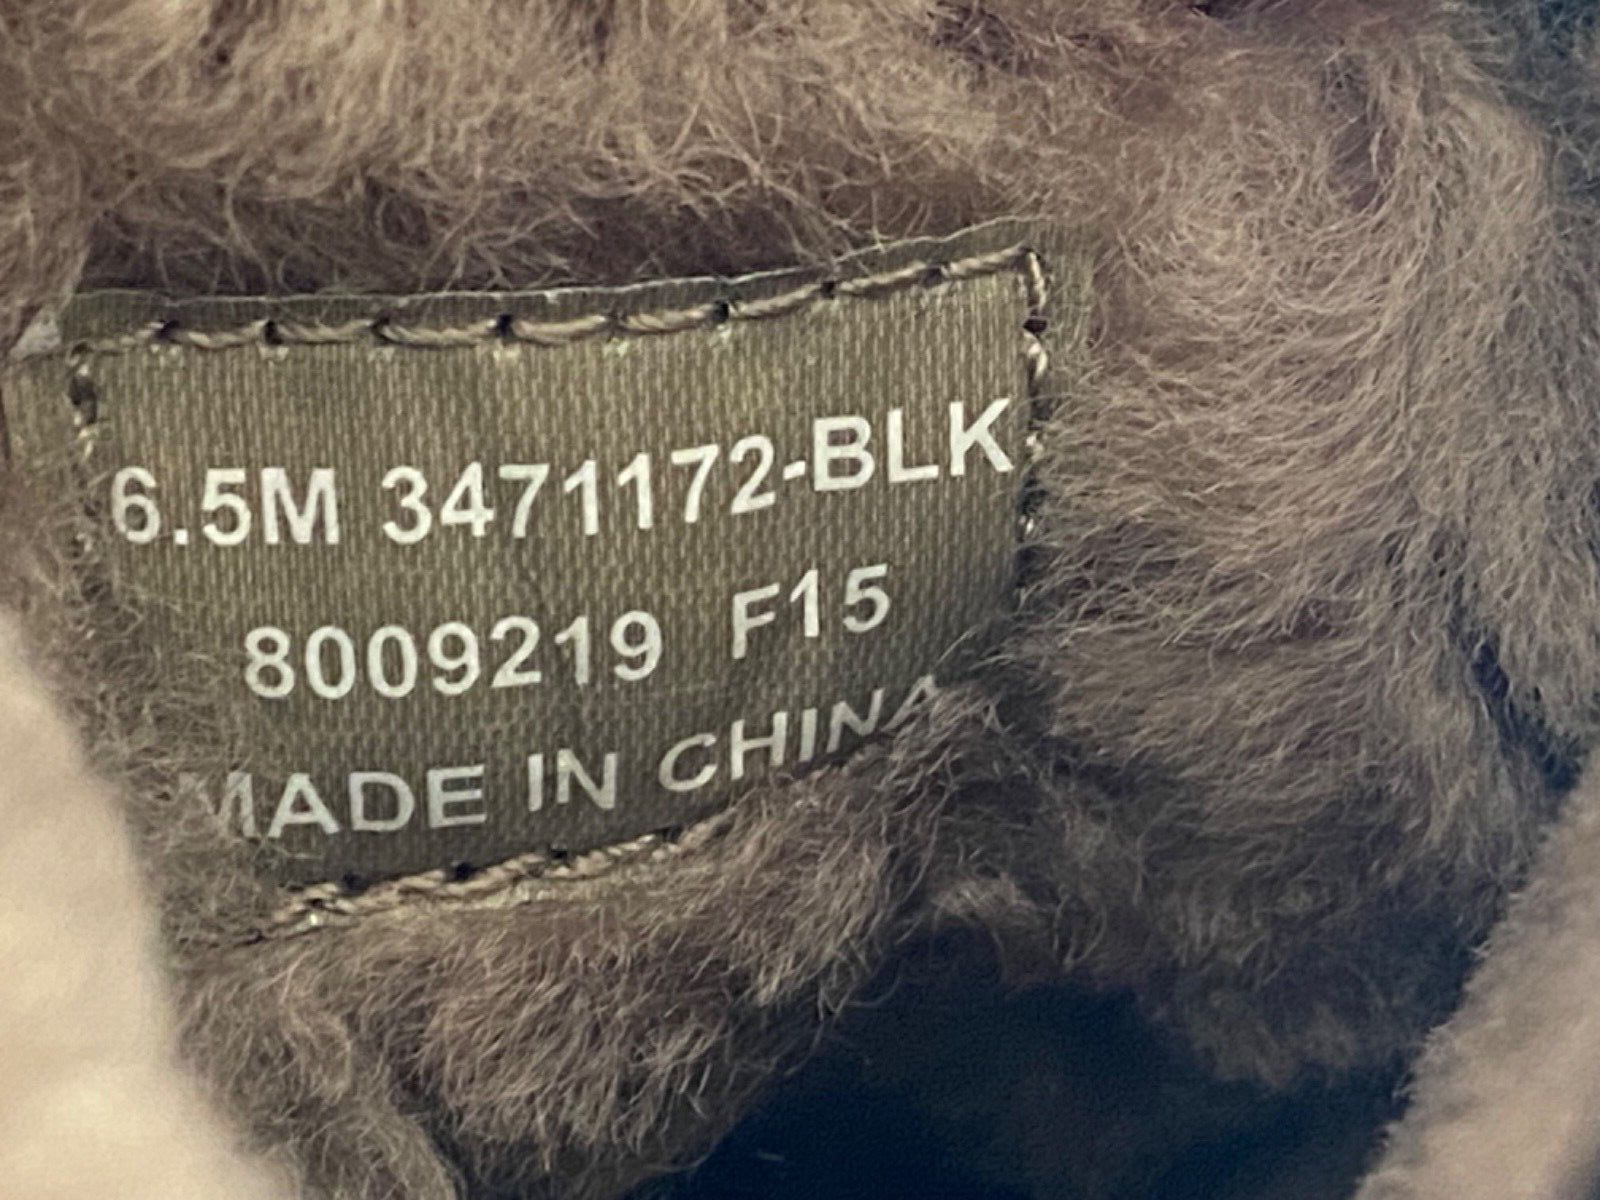 6.5M 3471172-BLK
8009219 F15
MADE IN CHINA